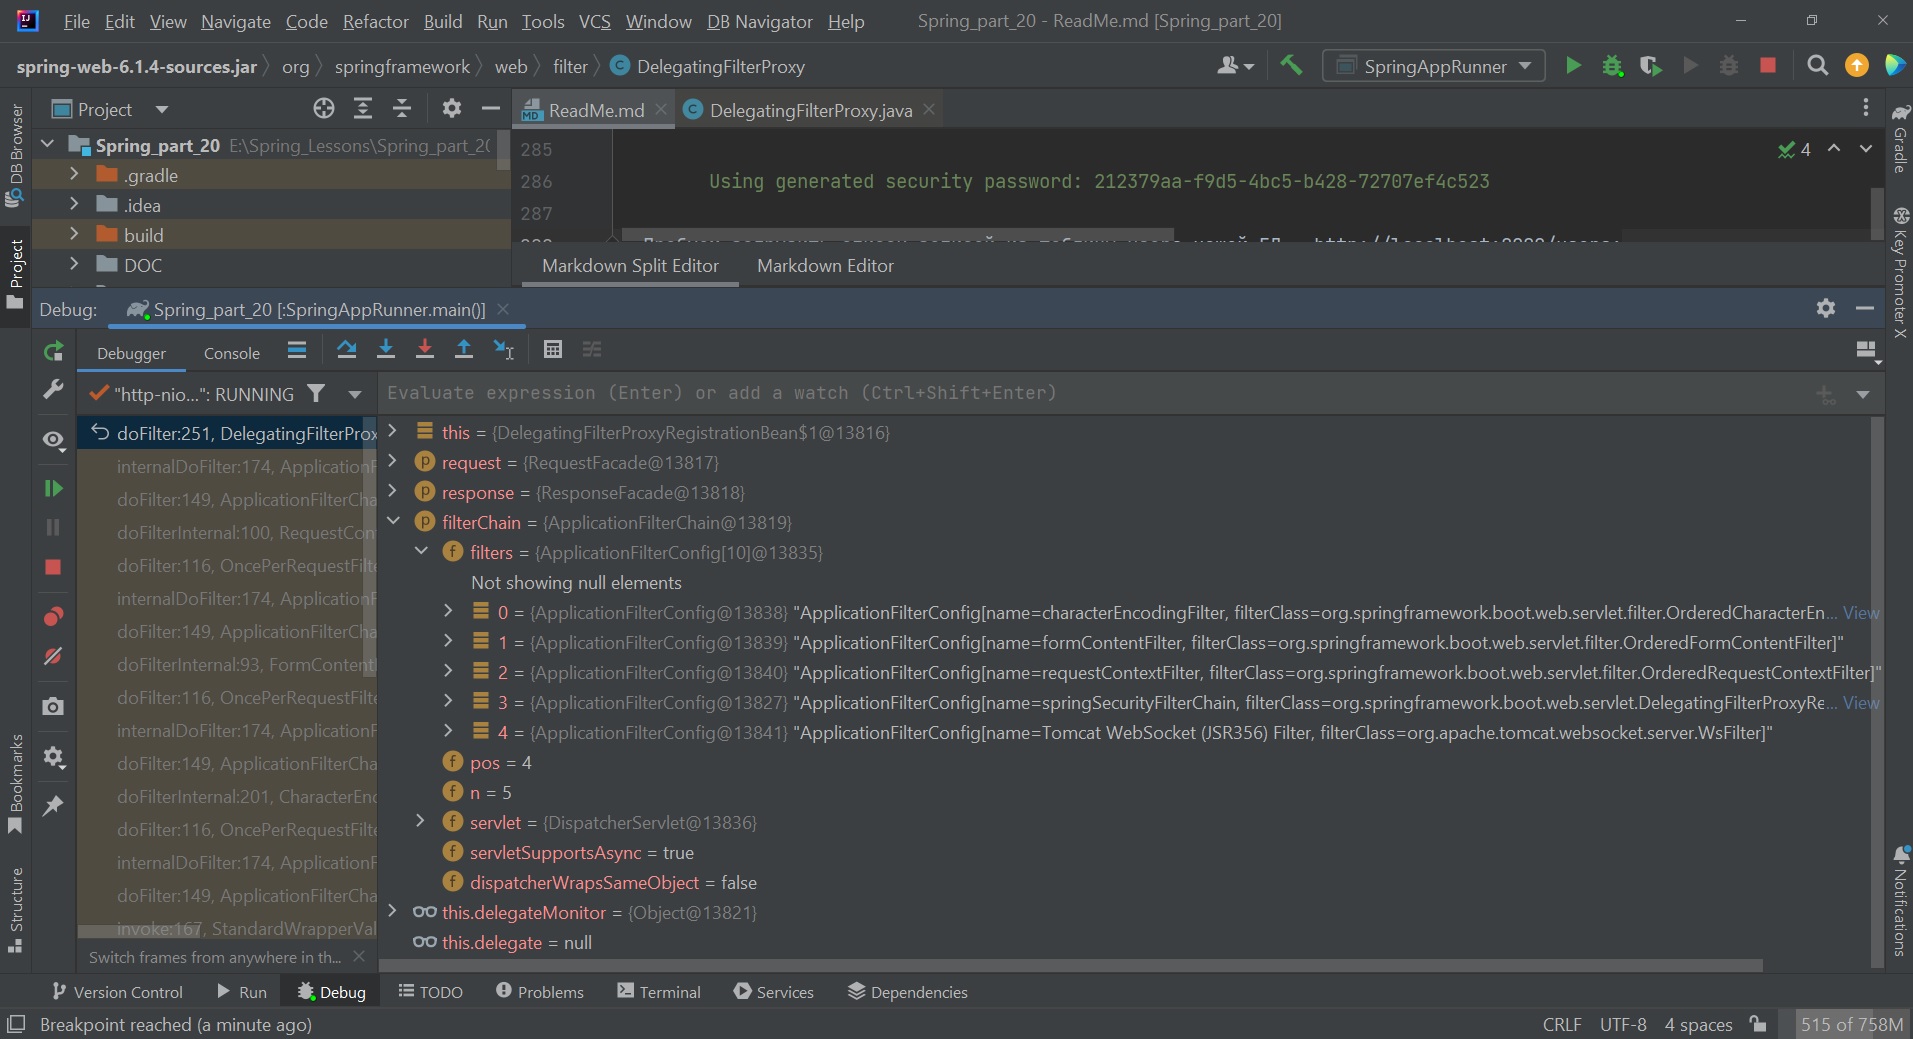 File Edit View Navigate Code Refactor Build Run Tools VCS Window DB Navigator Help Spring_part_20 - ReadMe.md [Spring_part_20]
spring-web-6.1.4-sources.jar org springframework web filter DelegatingFilterProxy SpringAppRunner
Project ReadMe.md DelegatingFilterProxy.java
Spring_part_20 E:\Spring_Lessons\Spring_part_20
.gradle
.idea
build
DOC
285
286 Using generated security password: 212379aa-f9d5-4bc5-b428-72707ef4c523
287
4
Markdown Split Editor Markdown Editor
Debug: Spring_part_20 [:SpringAppRunner.main()]
Debugger Console
"http-nio...": RUNNING
Evaluate expression (Enter) or add a watch (Ctrl+Shift+Enter)
doFilter:251, DelegatingFilterProx
internalDoFilter:174, ApplicationF
doFilter:149, ApplicationFilterCha
doFilterInternal:100, RequestCon
doFilter:116, OncePerRequestFilte
internalDoFilter:174, ApplicationF
doFilter:149, ApplicationFilterCha
doFilterInternal:93, FormContent
doFilter:116, OncePerRequestFilte
internalDoFilter:174, ApplicationF
doFilter:149, ApplicationFilterCha
doFilterInternal:201, CharacterEnc
doFilter:116, OncePerRequestFilte
internalDoFilter:174, ApplicationF
doFilter:149, ApplicationFilterCha
invoke:167, StandardWrapperVal
Switch frames from anywhere in th...
this = {DelegatingFilterProxyRegistrationBean$1@13816}
request = {RequestFacade@13817}
response = {ResponseFacade@13818}
filterChain = {ApplicationFilterChain@13819}
filters = {ApplicationFilterConfig[10]@13835}
Not showing null elements
0 = {ApplicationFilterConfig@13838} "ApplicationFilterConfig[name=characterEncodingFilter, filterClass=org.springframework.boot.web.servlet.filter.OrderedCharacterEn... View
1 = {ApplicationFilterConfig@13839} "ApplicationFilterConfig[name=formContentFilter, filterClass=org.springframework.boot.web.servlet.filter.OrderedFormContentFilter]"
2 = {ApplicationFilterConfig@13840} "ApplicationFilterConfig[name=requestContextFilter, filterClass=org.springframework.boot.web.servlet.filter.OrderedRequestContextFilter]"
3 = {ApplicationFilterConfig@13827} "ApplicationFilterConfig[name=springSecurityFilterChain, filterClass=org.springframework.boot.web.servlet.DelegatingFilterProxyRe... View
4 = {ApplicationFilterConfig@13841} "ApplicationFilterConfig[name=Tomcat WebSocket (JSR356) Filter, filterClass=org.apache.tomcat.websocket.server.WsFilter]"
pos = 4
n = 5
servlet = {DispatcherServlet@13836}
servletSupportsAsync = true
dispatcherWrapsSameObject = false
this.delegateMonitor = {Object@13821}
this.delegate = null
DB Browser
Project
Bookmarks
Structure
Gradle
Key Promoter X
Notifications
Version Control Run Debug TODO Problems Terminal Services Dependencies
Breakpoint reached (a minute ago) CRLF UTF-8 4 spaces 515 of 758M